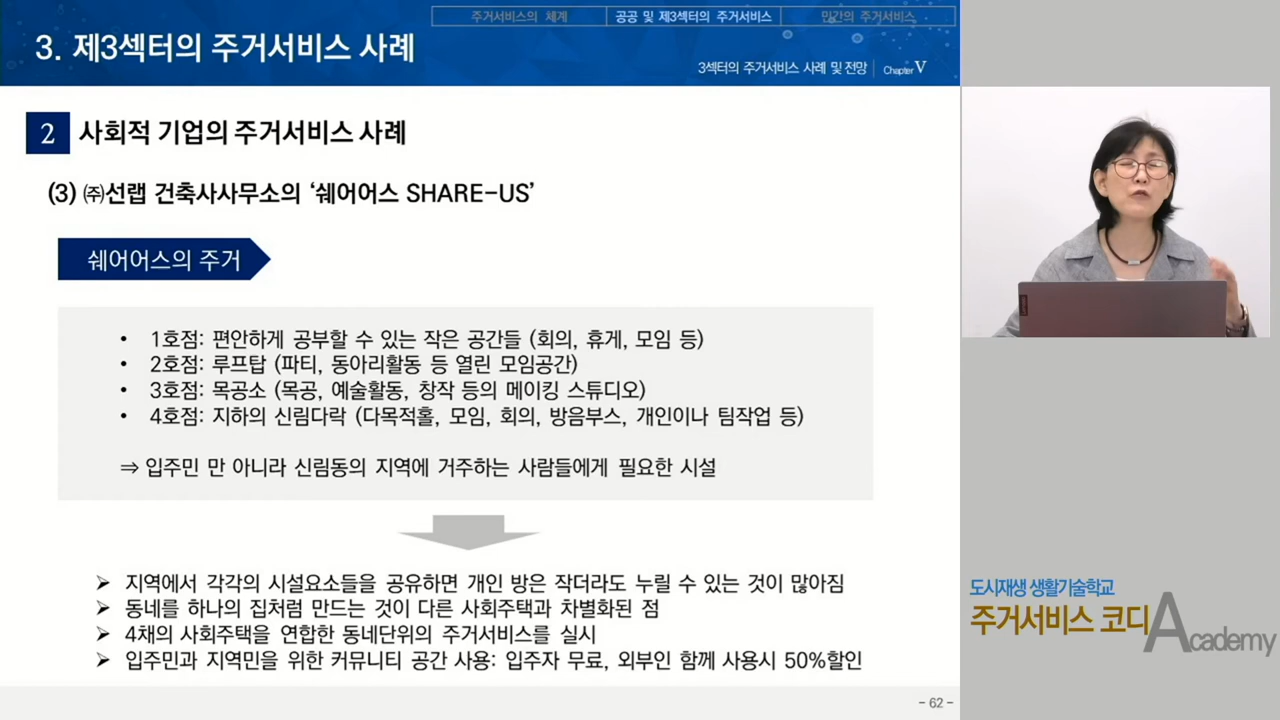 주거서비스의 체계
공공 및 제3섹터의 주거서비스
민간의 주거서비스
3. 제3섹터의 주거서비스 사례
3섹터의 주거서비스 사례 및 전망
Chapter V
2 사회적 기업의 주거서비스 사례
(3) ㈜선랩 건축사사무소의 ‘쉐어어스 SHARE-US’
쉐어어스의 주거
• 1호점: 편안하게 공부할 수 있는 작은 공간들 (회의, 휴게, 모임 등)
• 2호점: 루프탑 (파티, 동아리활동 등 열린 모임공간)
• 3호점: 목공소 (목공, 예술활동, 창작 등의 메이킹 스튜디오)
• 4호점: 지하의 신림다락 (다목적홀, 모임, 회의, 방음부스, 개인이나 팀작업 등)
⇒ 입주민 만 아니라 신림동의 지역에 거주하는 사람들에게 필요한 시설
➢ 지역에서 각각의 시설요소들을 공유하면 개인 방은 작더라도 누릴 수 있는 것이 많아짐
➢ 동네를 하나의 집처럼 만드는 것이 다른 사회주택과 차별화된 점
➢ 4채의 사회주택을 연합한 동네단위의 주거서비스를 실시
➢ 입주민과 지역민을 위한 커뮤니티 공간 사용: 입주자 무료, 외부인 함께 사용시 50%할인
- 62 -
도시재생 생활기술학교
주거서비스 코디
Academy